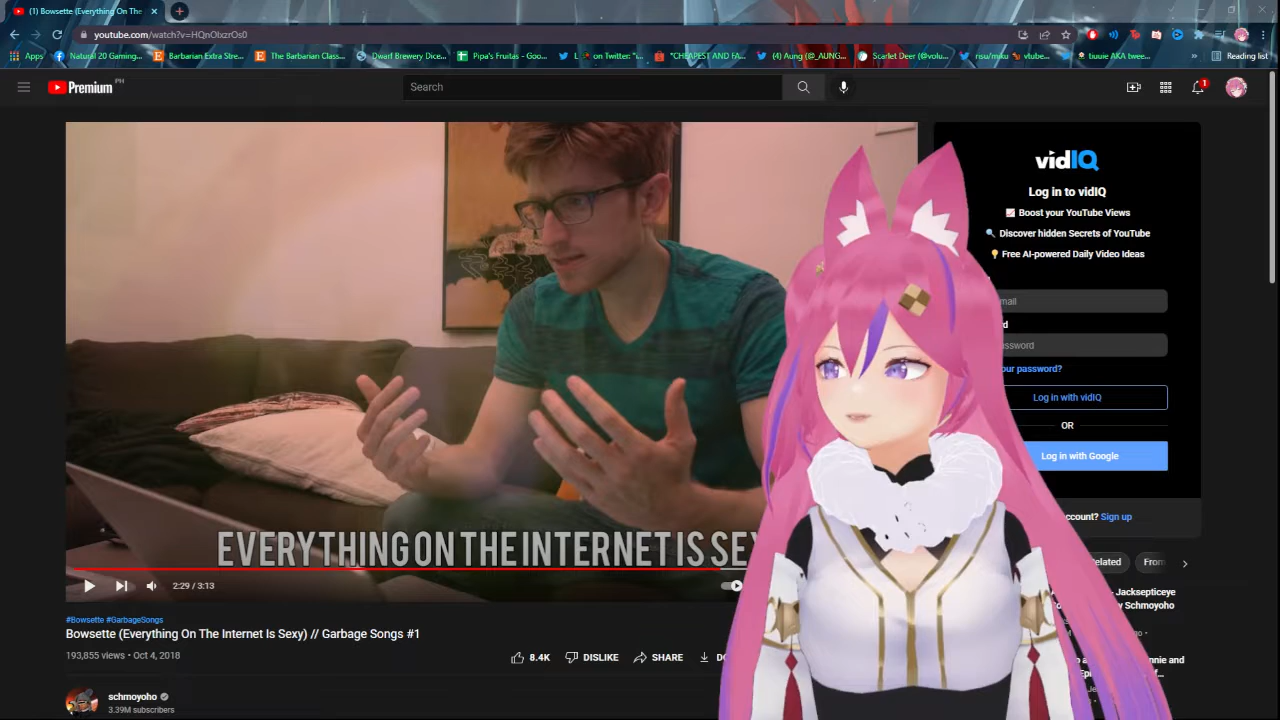 (1) Bowsette (Everything On The
youtube.com/watch?v=HQnOlxzrOs0
Apps
Natural 20 Gaming...
Barbarian Extra Stre...
The Barbarian Class...
Dwarf Brewery Dice...
Pipa's Fruitas - Goo...
on Twitter: "...
"CHEAPEST AND FA...
(4) Aung (@_AUNG...
Scarlet Deer (@volu...
risu/miku
vtube...
tiuuie AKA twee...
»
Reading list
Premium PH
Search
1
vidIQ
Log in to vidIQ
Boost your YouTube Views
Discover hidden Secrets of YouTube
Free AI-powered Daily Video Ideas
mail
d
ssword
our password?
Log in with vidIQ
OR
Log in with Google
account? Sign up
EVERYTHING ON THE INTERNET IS SE
2:29 / 3:13
elated
From
- Jacksepticeye
y Schmoyoho
nnie and
#Bowsette #GarbageSongs
Bowsette (Everything On The Internet Is Sexy) // Garbage Songs #1
193,855 views • Oct 4, 2018
8.4K
DISLIKE
SHARE
DO
schmoyoho
3.39M subscribers